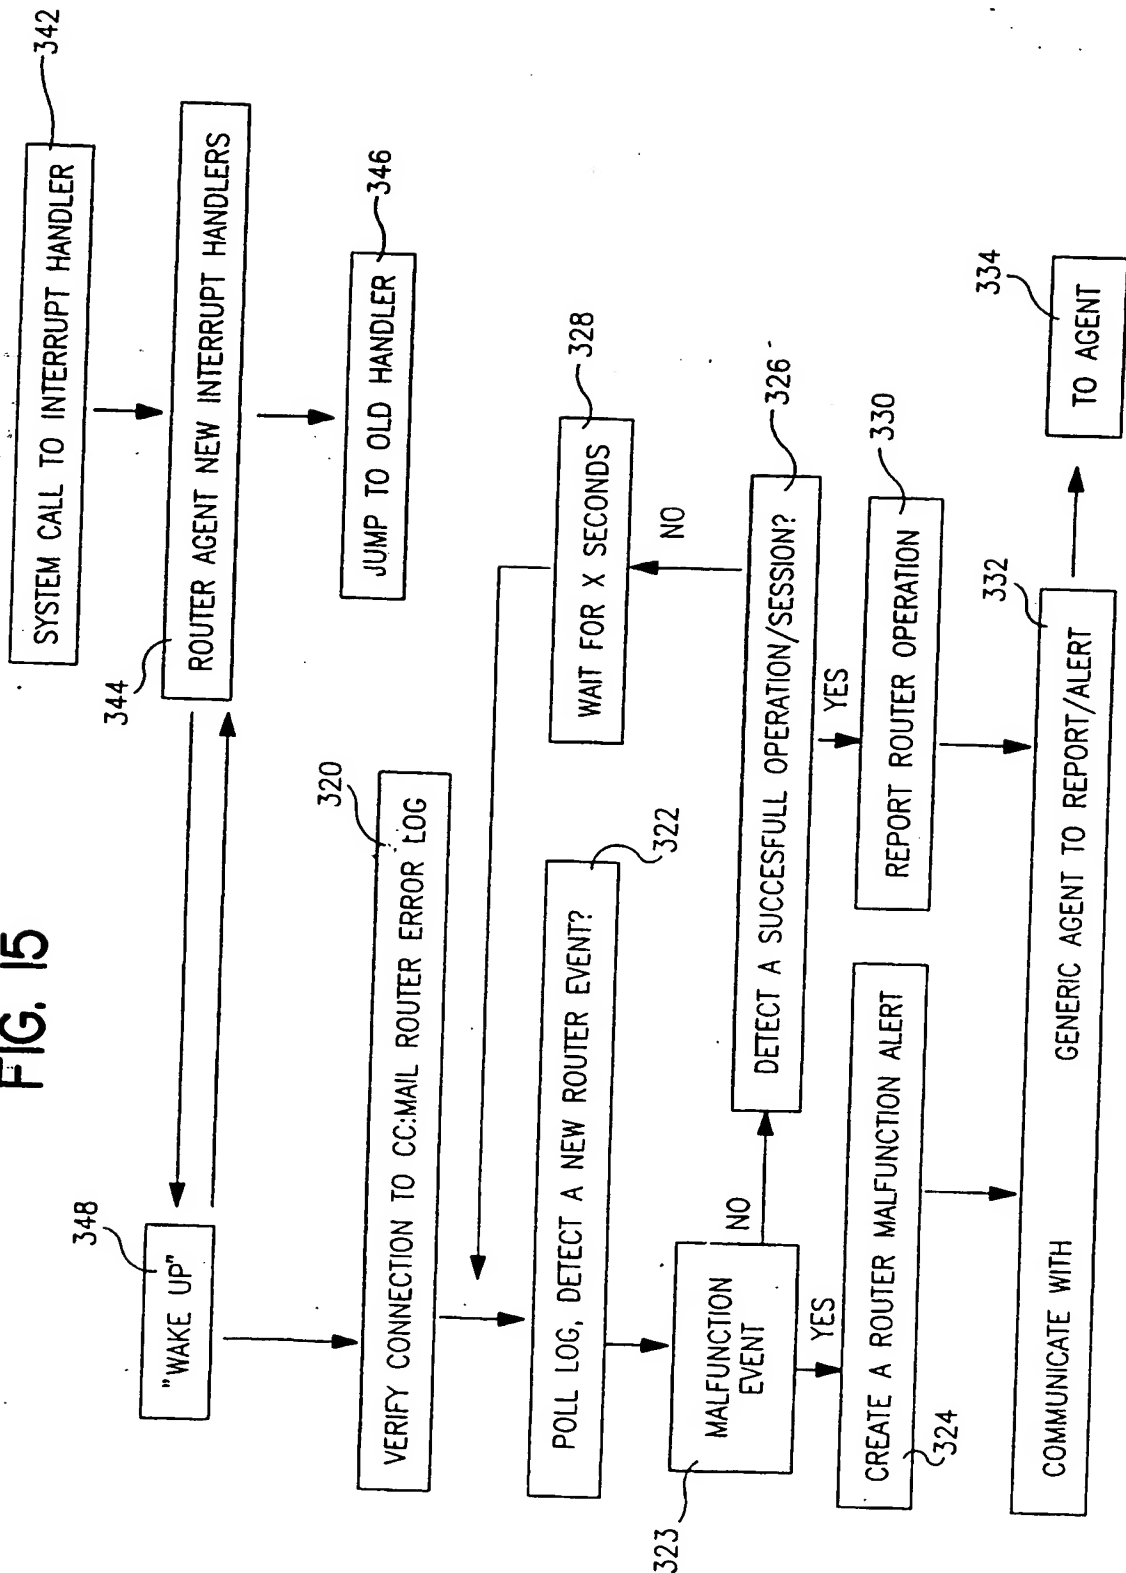 FIG. 15
SYSTEM CALL TO INTERRUPT HANDLER
342
344
ROUTER AGENT NEW INTERRUPT HANDLERS
348
"WAKE UP"
JUMP TO OLD HANDLER
346
320
VERIFY CONNECTION TO CC:MAIL ROUTER ERROR LOG
WAIT FOR X SECONDS
328
POLL LOG, DETECT A NEW ROUTER EVENT?
322
NO
323
MALFUNCTION
EVENT
NO
DETECT A SUCCESFULL OPERATION/SESSION?
326
YES
YES
CREATE A ROUTER MALFUNCTION ALERT
324
REPORT ROUTER OPERATION
330
332
COMMUNICATE WITH GENERIC AGENT TO REPORT/ALERT
334
TO AGENT